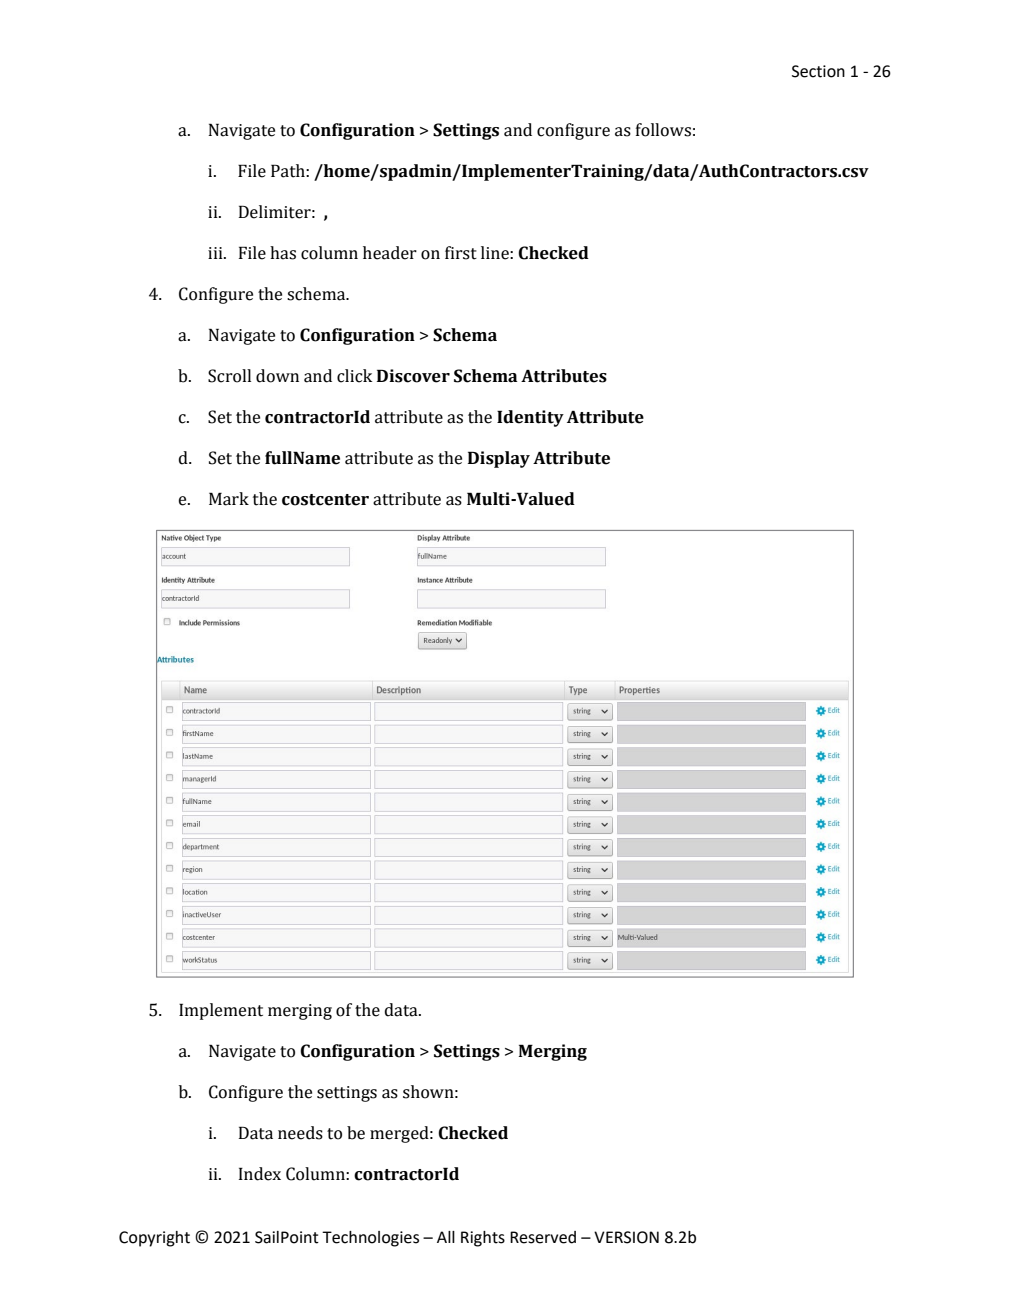 Section 1 - 26
a. Navigate to Configuration > Settings and configure as follows:
i. File Path: /home/spadmin/ImplementerTraining/data/AuthContractors.csv
ii. Delimiter: ,
iii. File has column header on first line: Checked
4. Configure the schema.
a. Navigate to Configuration > Schema
b. Scroll down and click Discover Schema Attributes
c. Set the contractorId attribute as the Identity Attribute
d. Set the fullName attribute as the Display Attribute
e. Mark the costcenter attribute as Multi-Valued
Native Object Type Display Attribute
account fullName
Identity Attribute Instance Attribute
contractorId
Include Permissions Remediation Modifiable
Readonly
Attributes
Name Description Type Properties
contractorId string Edit
firstName string Edit
lastName string Edit
managerId string Edit
fullName string Edit
email string Edit
department string Edit
region string Edit
location string Edit
inactiveUser string Edit
costcenter string Multi-Valued Edit
workStatus string Edit
5. Implement merging of the data.
a. Navigate to Configuration > Settings > Merging
b. Configure the settings as shown:
i. Data needs to be merged: Checked
ii. Index Column: contractorId
Copyright © 2021 SailPoint Technologies – All Rights Reserved – VERSION 8.2b